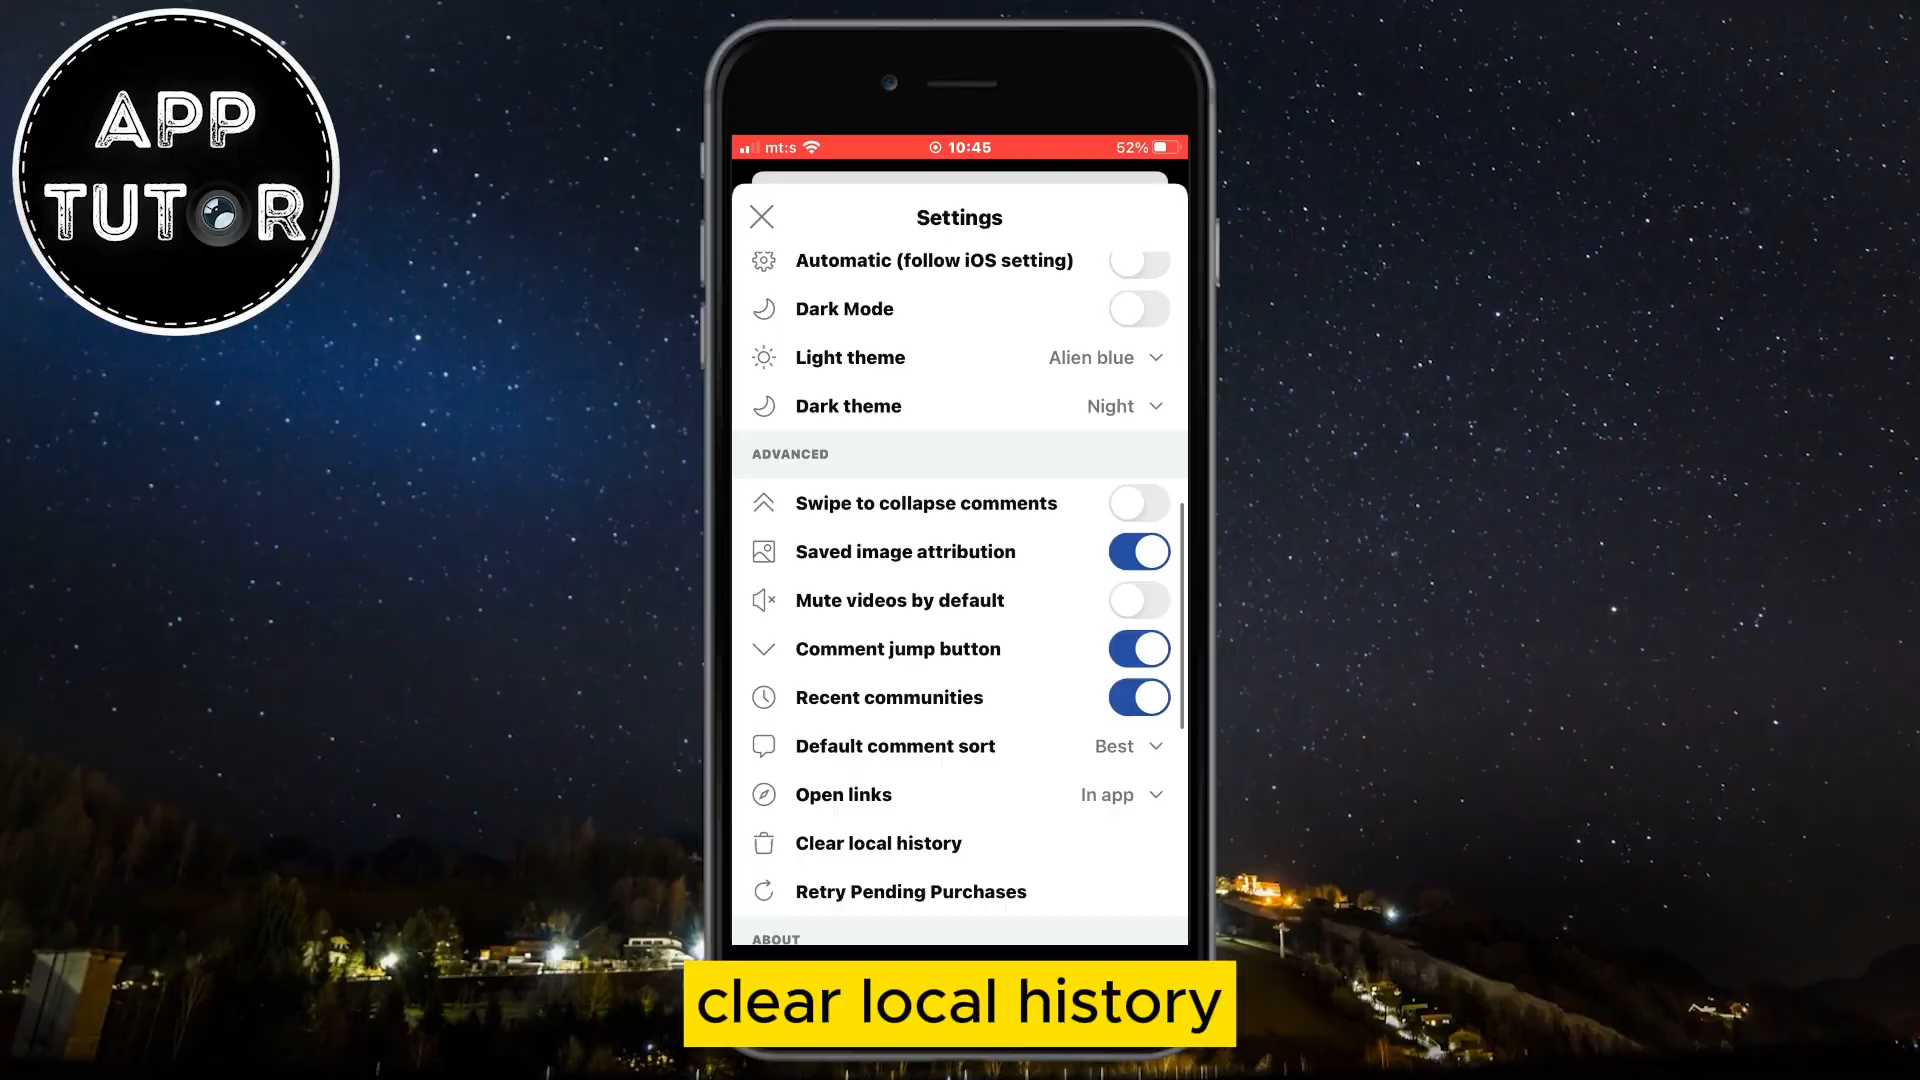 APP
TUTOR
mt:s 10:45 52%
Settings
Automatic (follow iOS setting)
Dark Mode
Light theme Alien blue
Dark theme Night
ADVANCED
Swipe to collapse comments
Saved image attribution
Mute videos by default
Comment jump button
Recent communities
Default comment sort Best
Open links In app
Clear local history
Retry Pending Purchases
ABOUT
clear local history